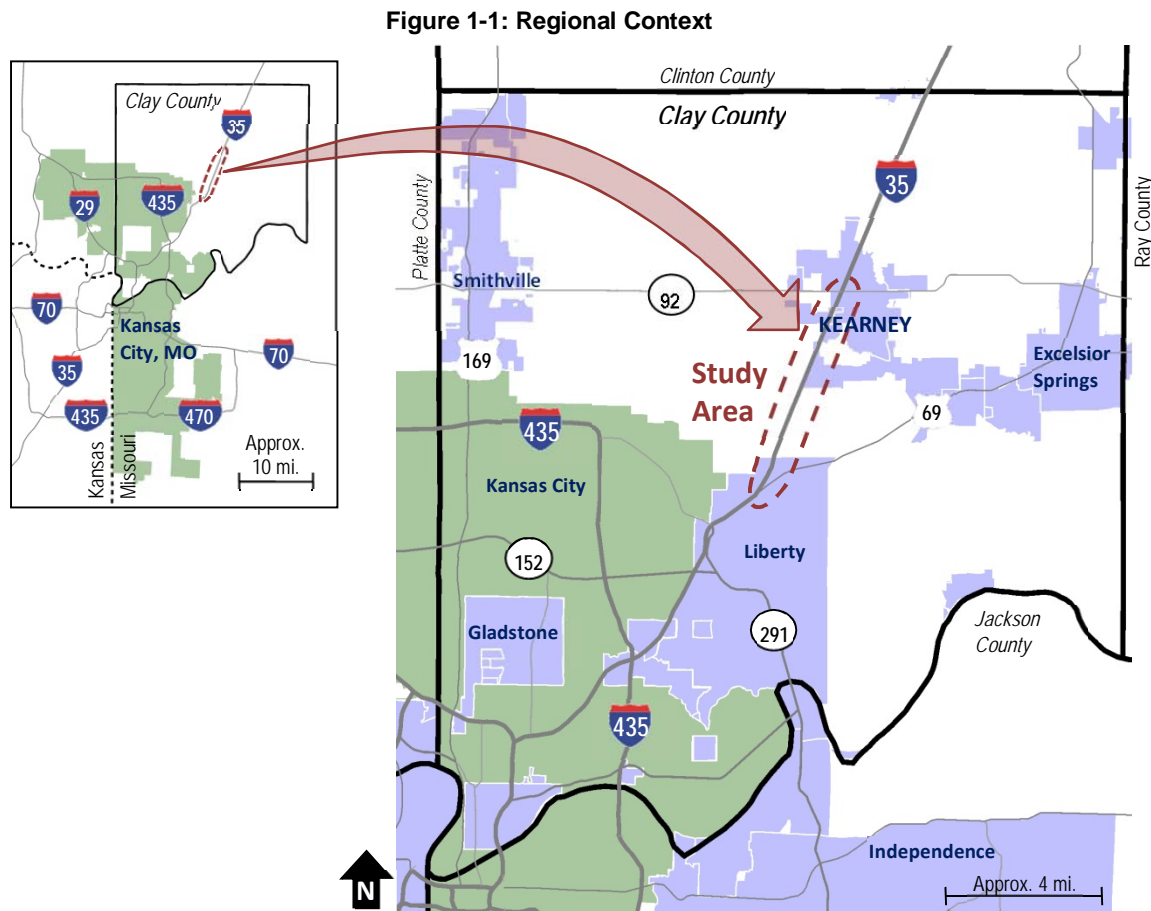 Figure 1-1: Regional Context
Clay County
35
29
435
70
Kansas
City, MO
70
35
435
470
Approx.
10 mi.
Kansas
Missouri
Clinton County
Clay County
35
Platte County
Ray County
Smithville
92
KEARNEY
169
Excelsior
Springs
Study
Area
69
435
Kansas City
Liberty
152
Gladstone
291
Jackson
County
435
Independence
N
Approx. 4 mi.